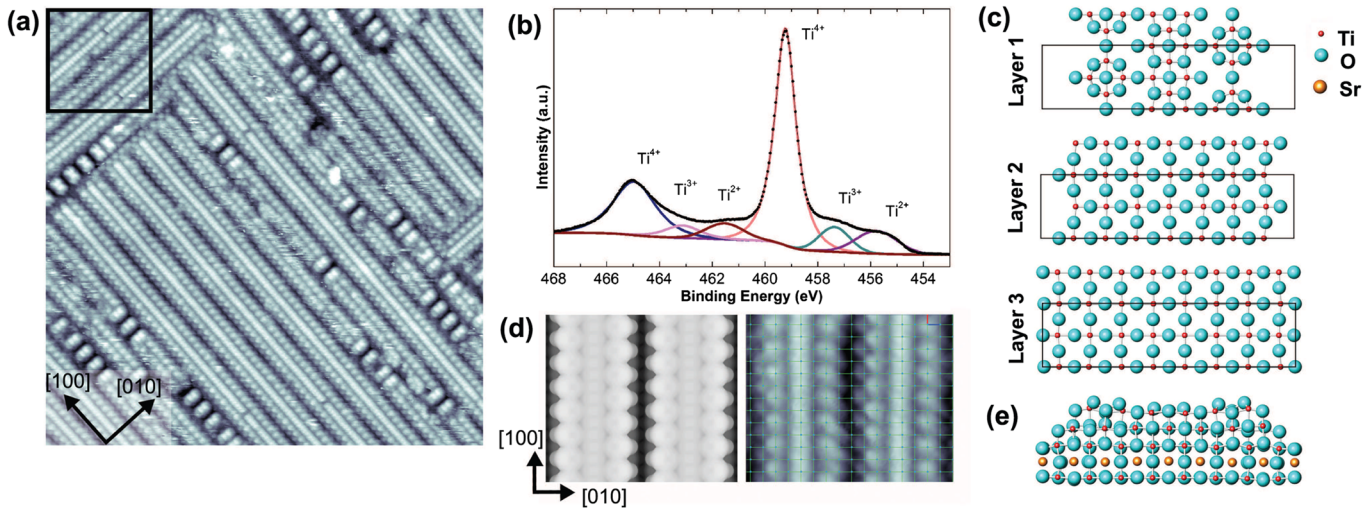 (a)
[100]
[010]
(b)
Intensity (a.u.)
Ti4+
Ti3+
Ti2+
Ti4+
Ti3+
Ti2+
468 466 464 462 460 458 456 454
Binding Energy (eV)
(c)
Layer 1
Layer 2
Layer 3
Ti
O
Sr
(d)
[100]
[010]
(e)